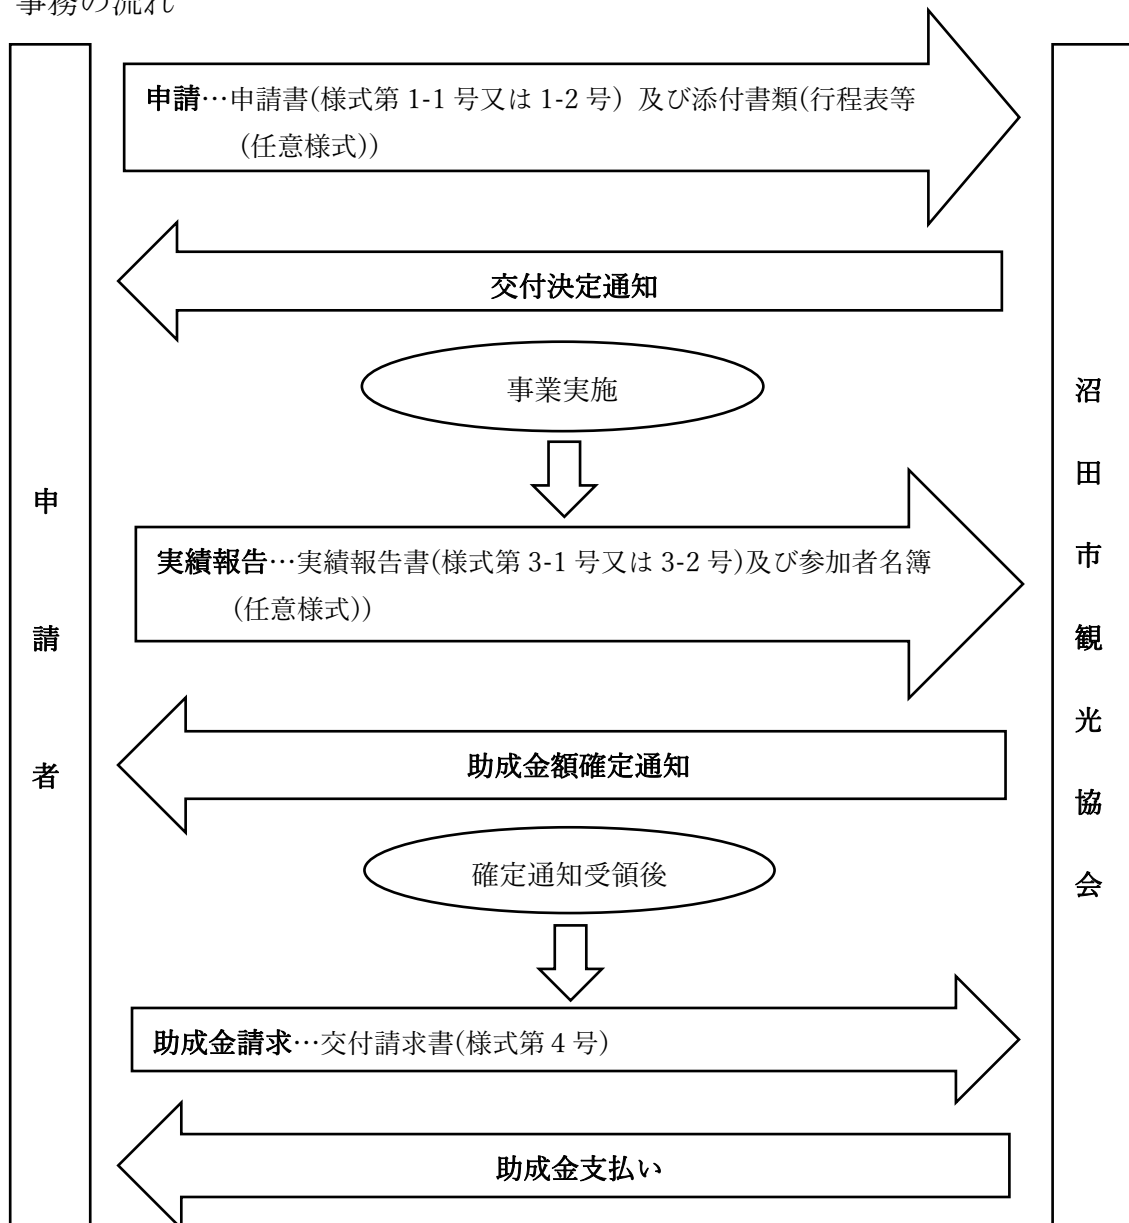 事務の流れ
申請…申請書(様式第 1-1 号又は 1-2 号) 及び添付書類(行程表等
(任意様式))
交付決定通知
事業実施
実績報告…実績報告書(様式第 3-1 号又は 3-2 号)及び参加者名簿
(任意様式))
助成金額確定通知
確定通知受領後
助成金請求…交付請求書(様式第 4 号)
助成金支払い
申請者
沼田市観光協会